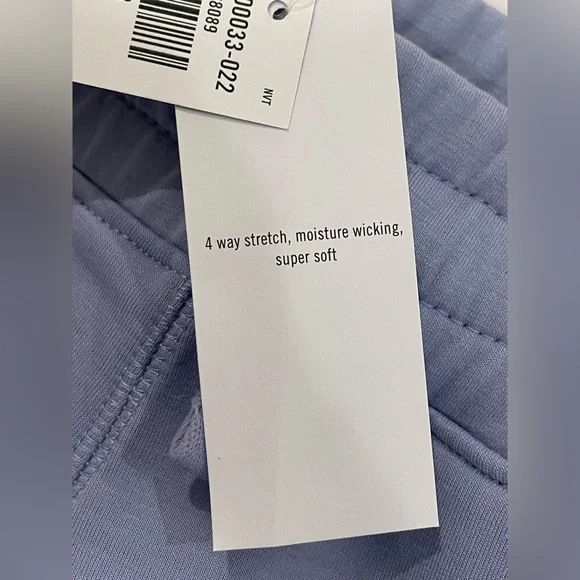 00033-022
8089
NVT
4 way stretch, moisture wicking,
super soft